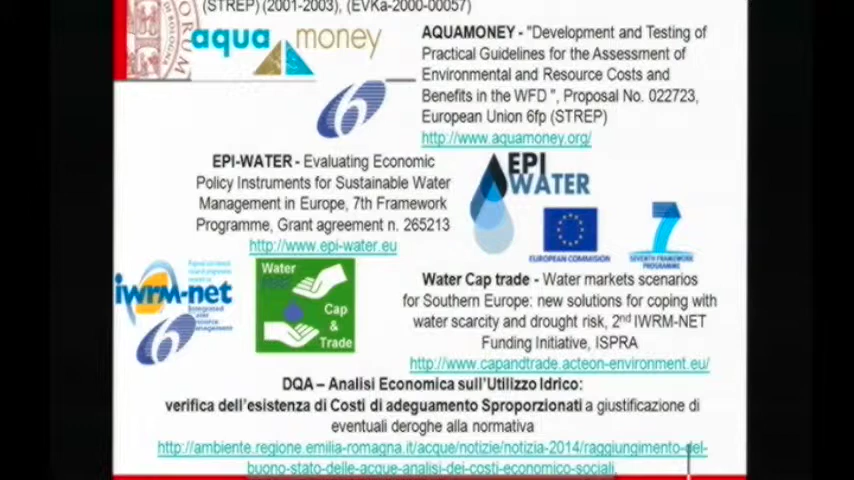 (STREP) (2001-2003), (EVKa-2000-00057)
aqua money
AQUAMONEY - "Development and Testing of
Practical Guidelines for the Assessment of
Environmental and Resource Costs and
Benefits in the WFD ", Proposal No. 022723,
European Union 6fp (STREP)
http://www.aquamoney.org/
6
EPI-WATER - Evaluating Economic
Policy Instruments for Sustainable Water
Management in Europe, 7th Framework
Programme, Grant agreement n. 265213
http://www.epi-water.eu
EPI
WATER
EUROPEAN COMMISSION
7
SEVENTH FRAMEWORK
PROGRAMME
iwrm-net
6
Water
Cap
&
Trade
Water Cap trade - Water markets scenarios
for Southern Europe: new solutions for coping with
water scarcity and drought risk, 2nd IWRM-NET
Funding Initiative, ISPRA
http://www.capandtrade.acteon-environment.eu/
DQA – Analisi Economica sull'Utilizzo Idrico:
verifica dell'esistenza di Costi di adeguamento Sproporzionati a giustificazione di
eventuali deroghe alla normativa
http://ambiente.regione.emilia-romagna.it/acque/notizie/notizia-2014/raggiungimento-del-
buono-stato-delle-acque-analisi-dei-costi-economico-sociali.